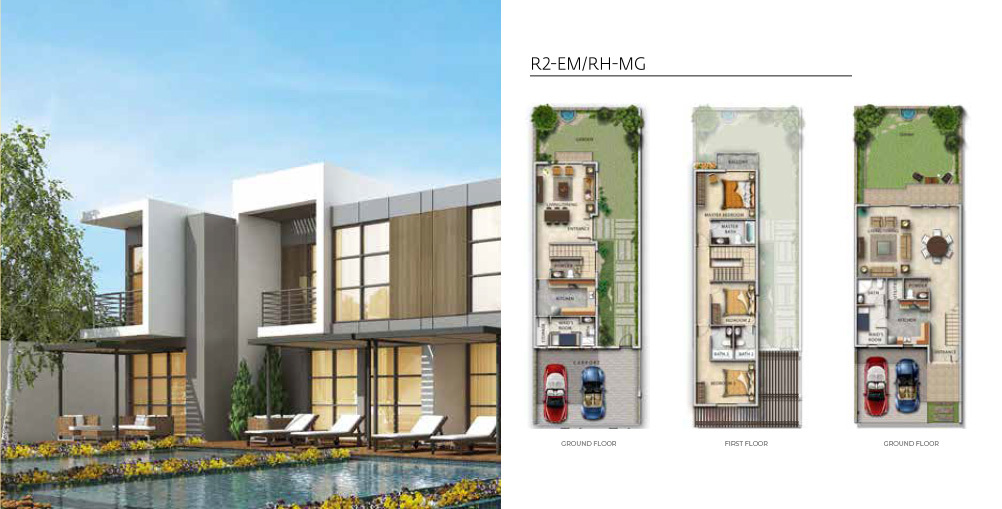 R2-EM/RH-MG
GARDEN
LIVING/DINING
ENTRANCE
POWDER
KITCHEN
STORAGE
MAID'S
ROOM
CARPORT
GROUND FLOOR
BALCONY
MASTER BEDROOM
MASTER
BATH
BEDROOM 2
BATH 2
BATH 3
BEDROOM 3
FIRST FLOOR
LIVING/DINING
BATH
POWDER
KITCHEN
MAID'S
ROOM
ENTRANCE
GROUND FLOOR